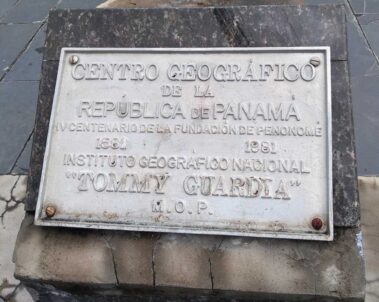 CENTRO GEOGRÁFICO
DE LA
REPÚBLICA DE PANAMÁ
IV CENTENARIO DE LA FUNDACIÓN DE PENONOMÉ
1581 1981
INSTITUTO GEOGRÁFICO NACIONAL
"TOMMY GUARDIA"
M.O.P.